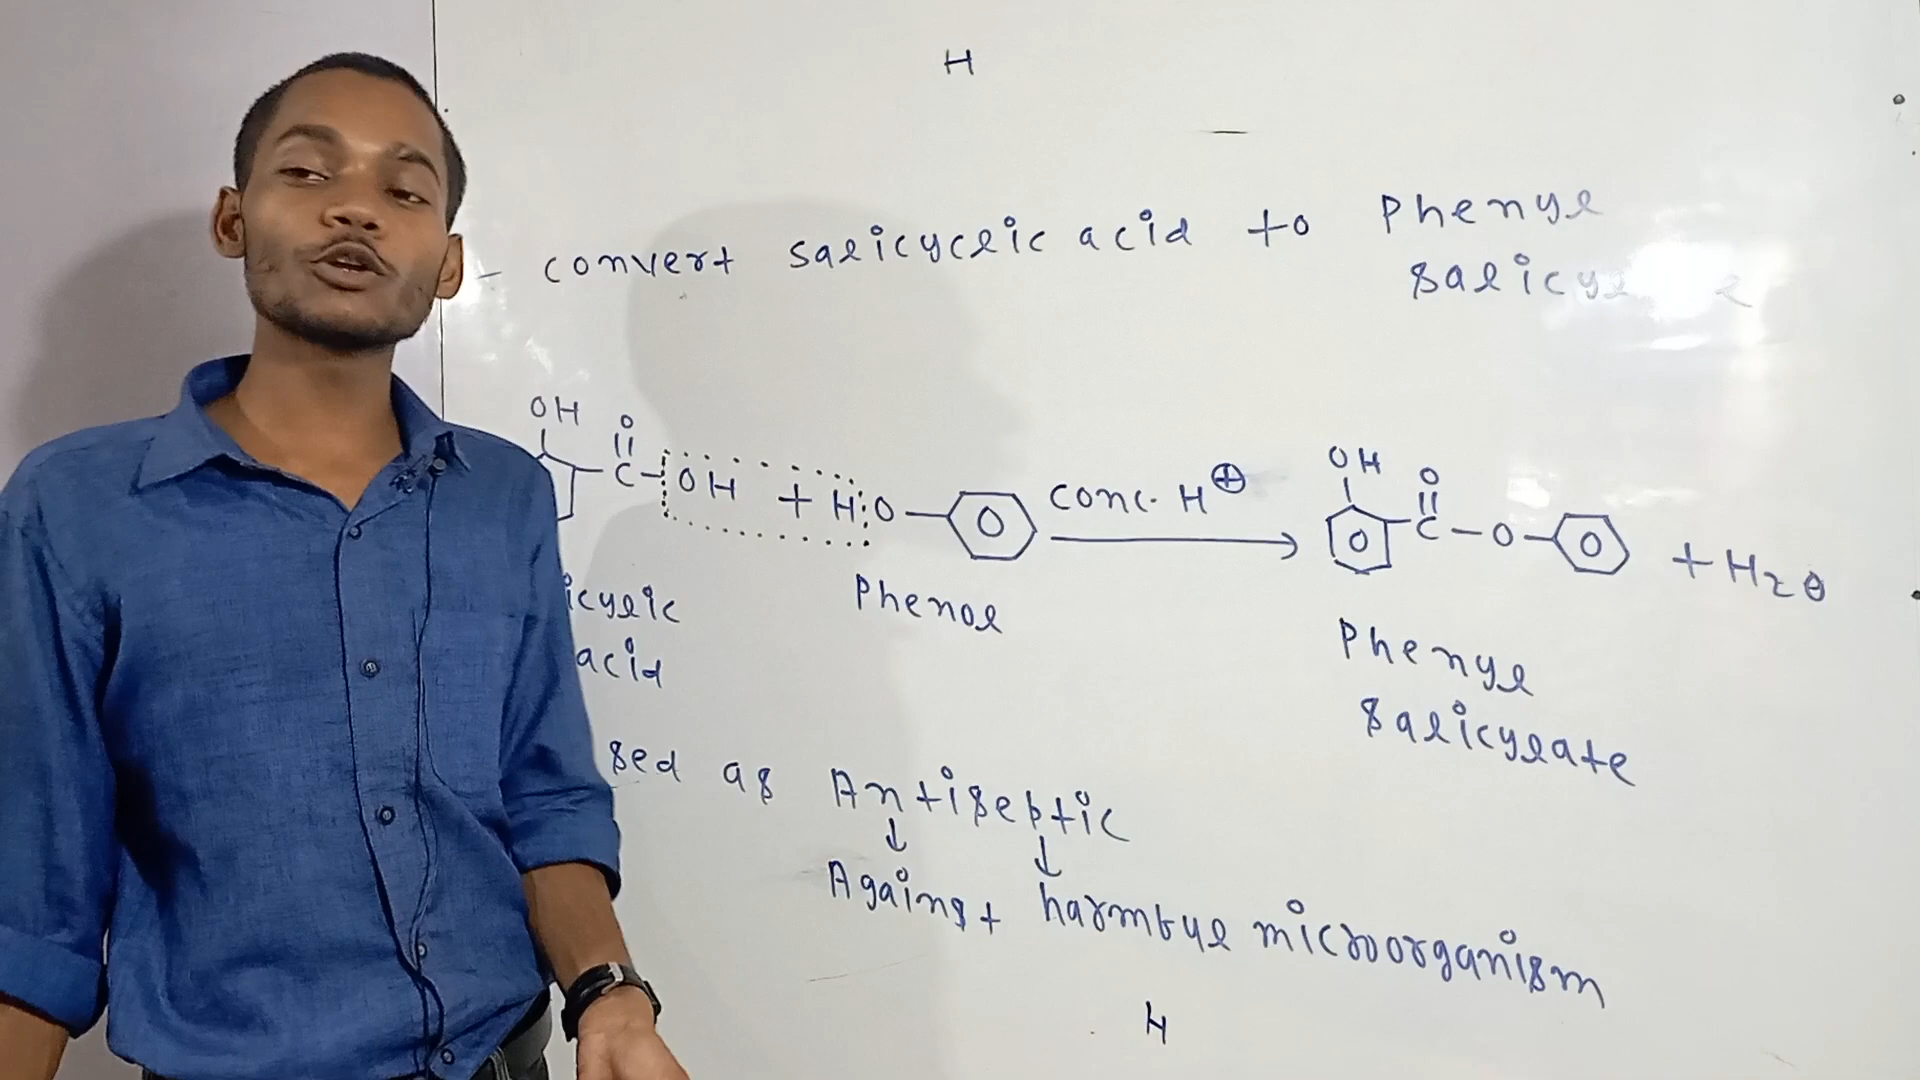 H
- convert salicyclic acid to Phenyl
salicyl
OH O OH O
C-OH + H O Conc. H⊕ C-O + H2O
icylic Phenol Phenyl
acid salicylate
sed as Antiseptic
↓ ↓
Against harmful microorganism
H